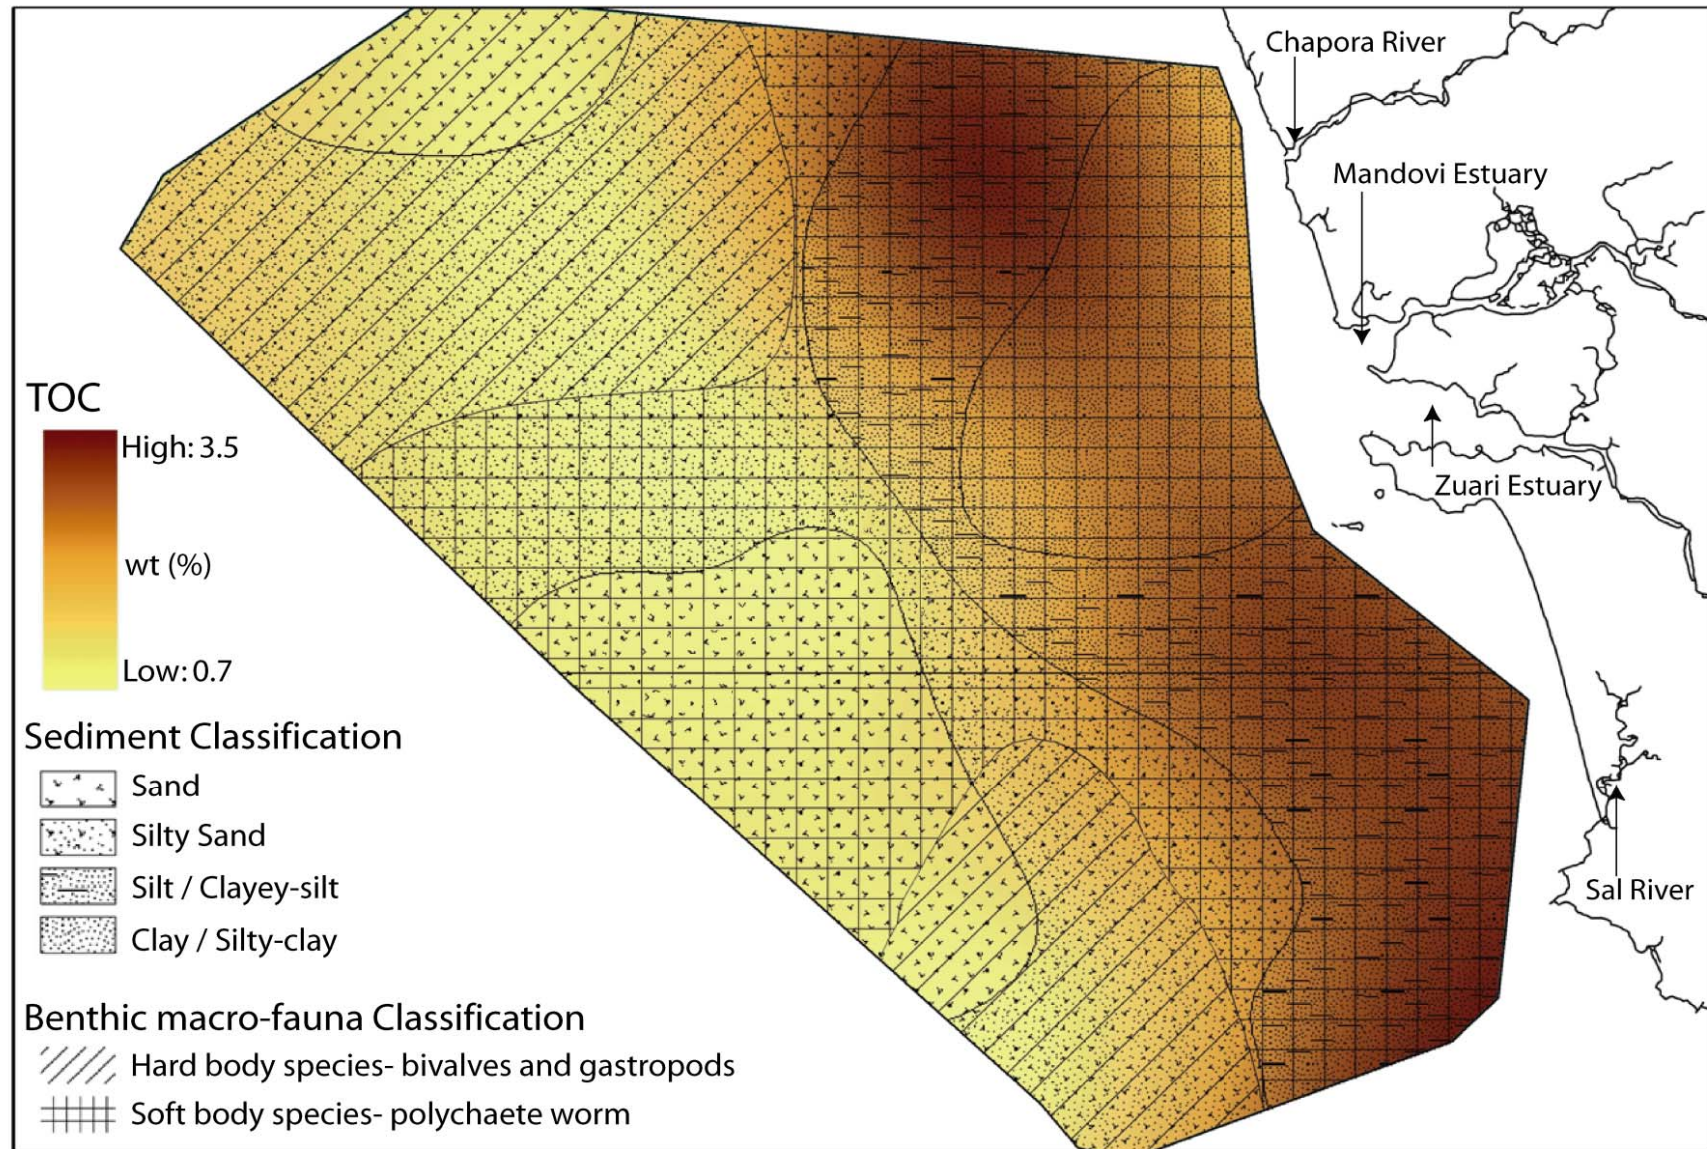 Chapora River
Mandovi Estuary
Zuari Estuary
Sal River
TOC
High: 3.5
wt (%)
Low: 0.7
Sediment Classification
Sand
Silty Sand
Silt / Clayey-silt
Clay / Silty-clay
Benthic macro-fauna Classification
Hard body species- bivalves and gastropods
Soft body species- polychaete worm